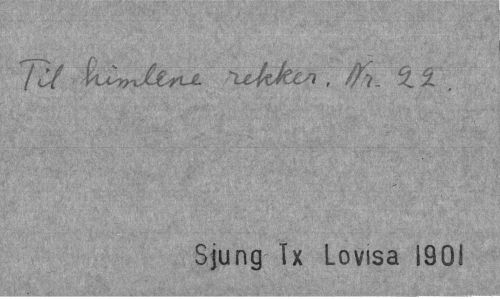 Til himlene rekker. Nr. 22.
Sjung Tx Lovisa 1901